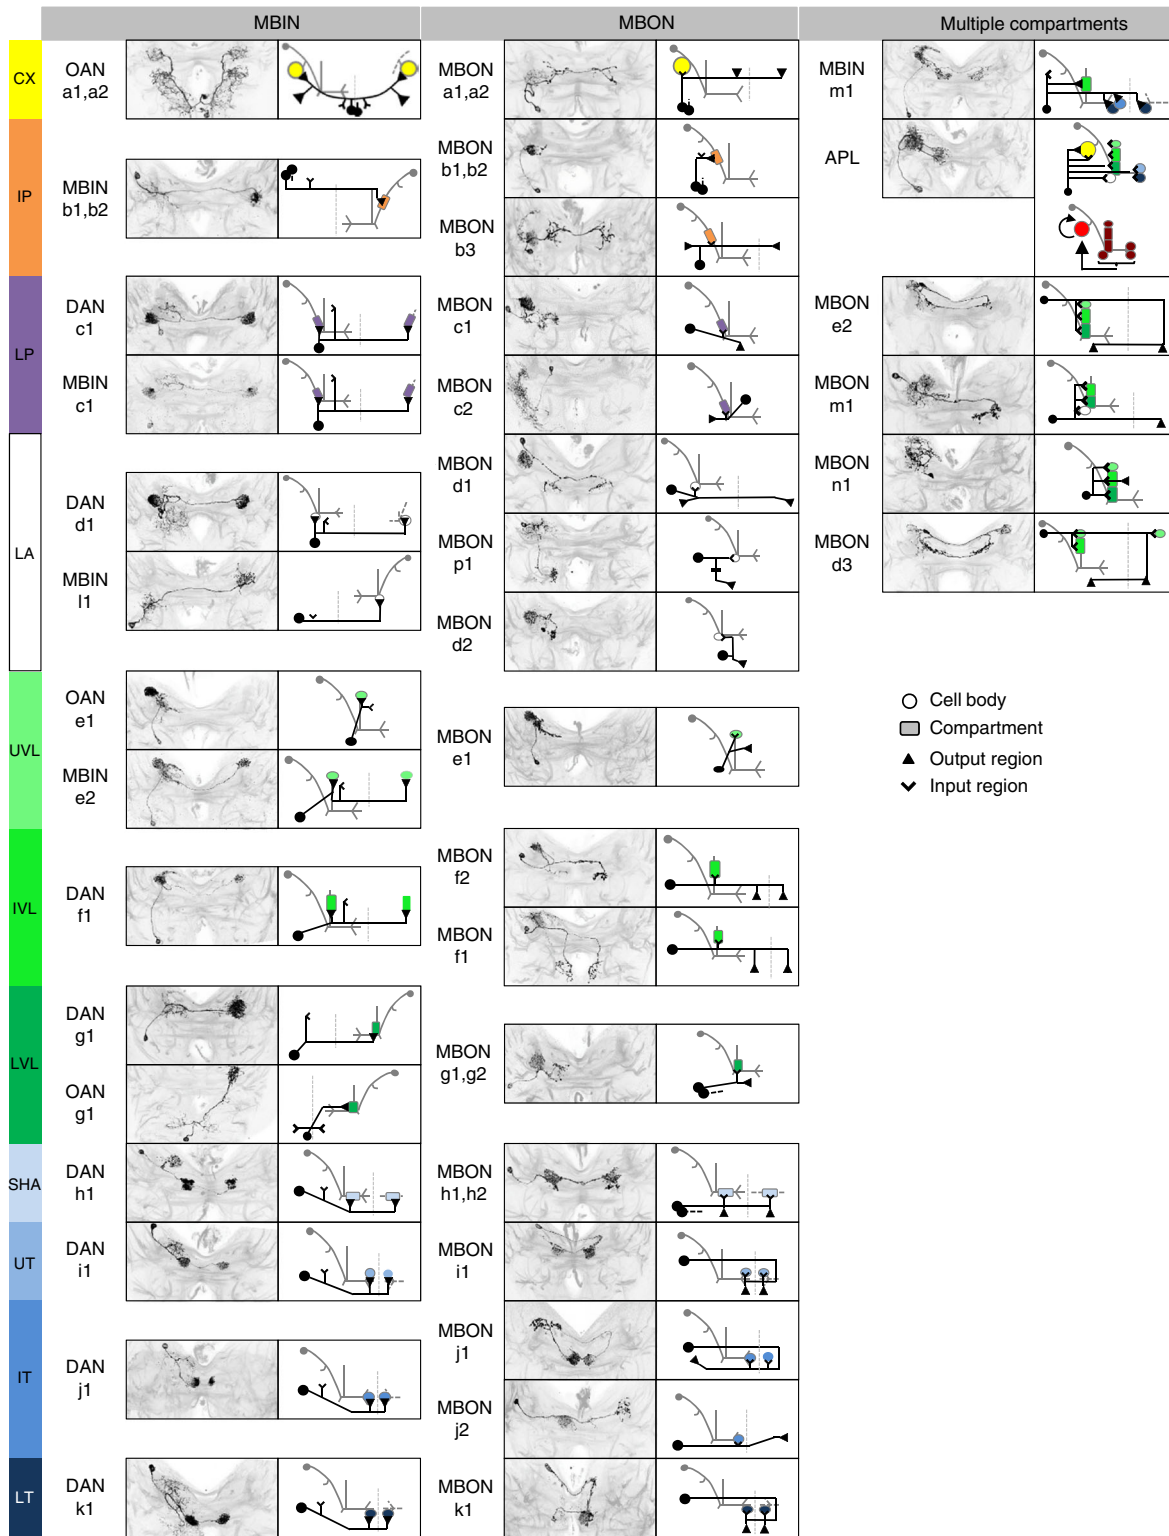 MBIN
MBON
Multiple compartments
CX
OAN
a1,a2
MBON
a1,a2
MBIN
m1
IP
MBIN
b1,b2
MBON
b1,b2
APL
MBON
b3
LP
DAN
c1
MBON
c1
MBON
e2
MBIN
c1
MBON
c2
MBON
m1
LA
DAN
d1
MBON
d1
MBON
n1
MBIN
l1
MBON
p1
MBON
d3
MBON
d2
UVL
OAN
e1
MBON
e1
MBIN
e2
Cell body
Compartment
Output region
Input region
IVL
DAN
f1
MBON
f2
MBON
f1
LVL
DAN
g1
MBON
g1,g2
OAN
g1
SHA
DAN
h1
MBON
h1,h2
UT
DAN
i1
MBON
i1
IT
DAN
j1
MBON
j1
MBON
j2
LT
DAN
k1
MBON
k1